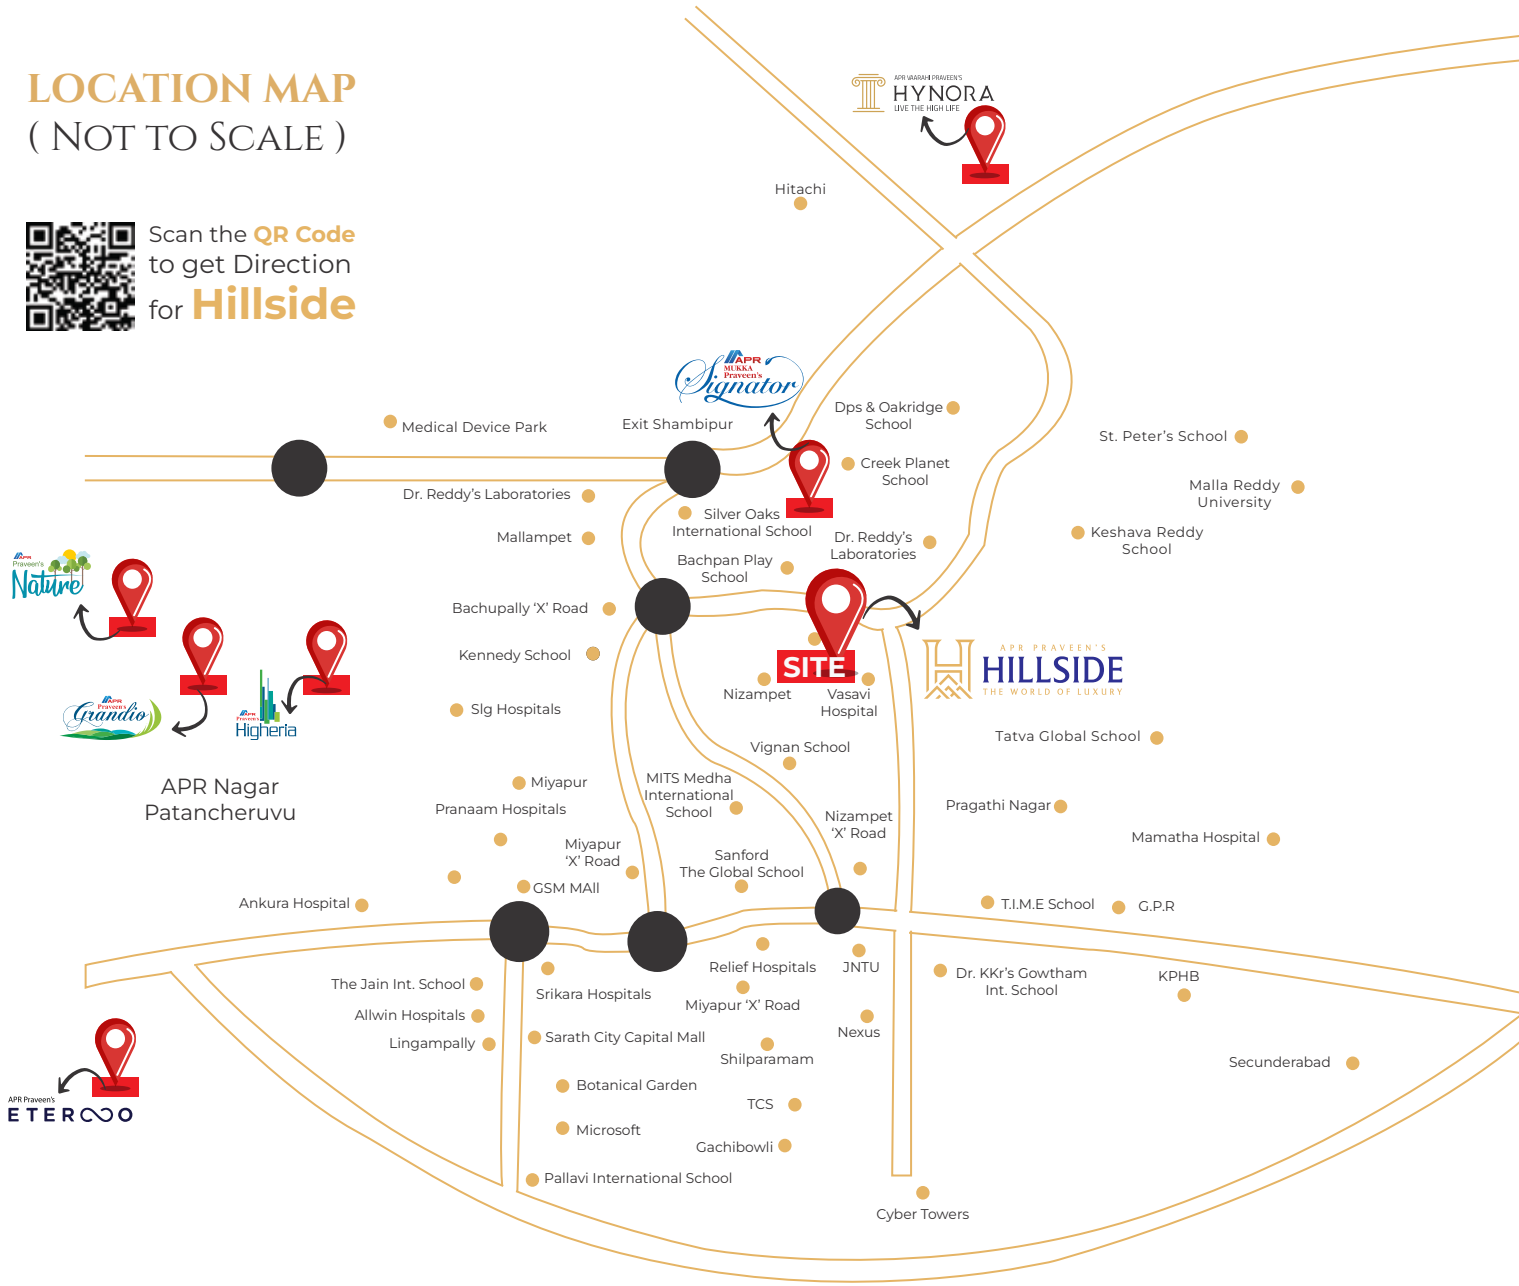 LOCATION MAP
( NOT TO SCALE )
Scan the QR Code
to get Direction
for Hillside
APR VAARAHI PRAVEEN'S
HYNORA
LIVE THE HIGH LIFE
Hitachi
APR
MUKKA
Praveen's
Signator
Medical Device Park
Exit Shambipur
Dps & Oakridge
School
Creek Planet
School
St. Peter's School
Malla Reddy
University
Keshava Reddy
School
Dr. Reddy's Laboratories
Silver Oaks
International School
Mallampet
Dr. Reddy's
Laboratories
Bachpan Play
School
APR
Praveen's
Nature
Bachupally ‘X’ Road
Kennedy School
SITE
Nizampet
Vasavi
Hospital
APR PRAVEEN'S
HILLSIDE
THE WORLD OF LUXURY
APR
Praveen's
Grandio
APR
Praveen's
Higheria
Slg Hospitals
Tatva Global School
Vignan School
APR Nagar
Patancheruvu
Miyapur
MITS Medha
International
School
Pranaam Hospitals
Pragathi Nagar
Nizampet
‘X’ Road
Mamatha Hospital
Miyapur
‘X’ Road
Sanford
The Global School
GSM MAll
Ankura Hospital
T.I.M.E School
G.P.R
Relief Hospitals
JNTU
Dr. KKr's Gowtham
Int. School
KPHB
The Jain Int. School
Srikara Hospitals
Miyapur ‘X’ Road
Allwin Hospitals
Nexus
Lingampally
Sarath City Capital Mall
Shilparamam
Secunderabad
Botanical Garden
APR Praveen's
ETEROO
TCS
Microsoft
Gachibowli
Pallavi International School
Cyber Towers